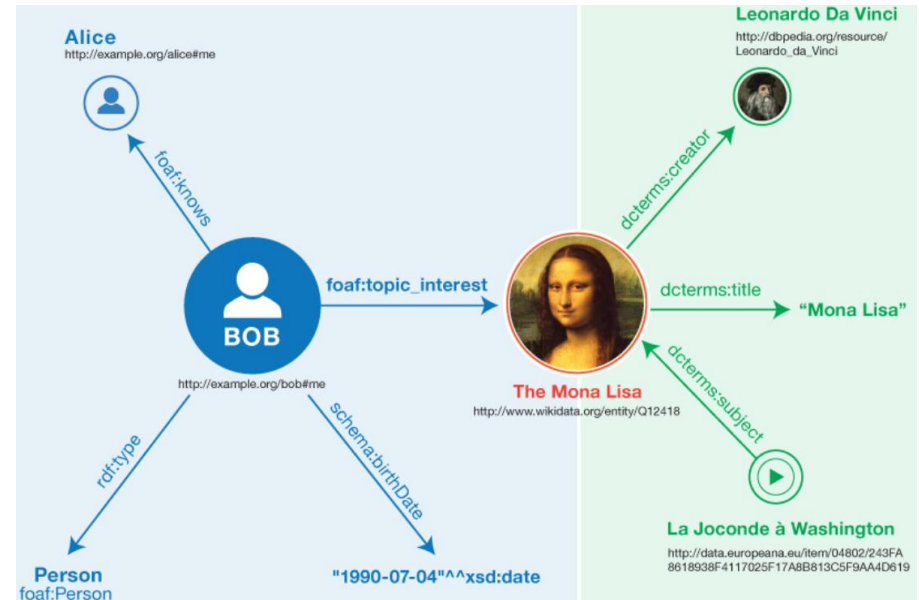 Alice
http://example.org/alice#me
Leonardo Da Vinci
http://dbpedia.org/resource/
Leonardo_da_Vinci
foaf:knows
dcterms:creator
foaf:topic_interest
dcterms:title
"Mona Lisa"
BOB
http://example.org/bob#me
The Mona Lisa
http://www.wikidata.org/entity/Q12418
dcterms:subject
rdf:type
schema:birthDate
La Joconde à Washington
http://data.europeana.eu/item/04802/243FA
8618938F4117025F17A8B813C5F9AA4D619
Person
foaf:Person
"1990-07-04"^^xsd:date